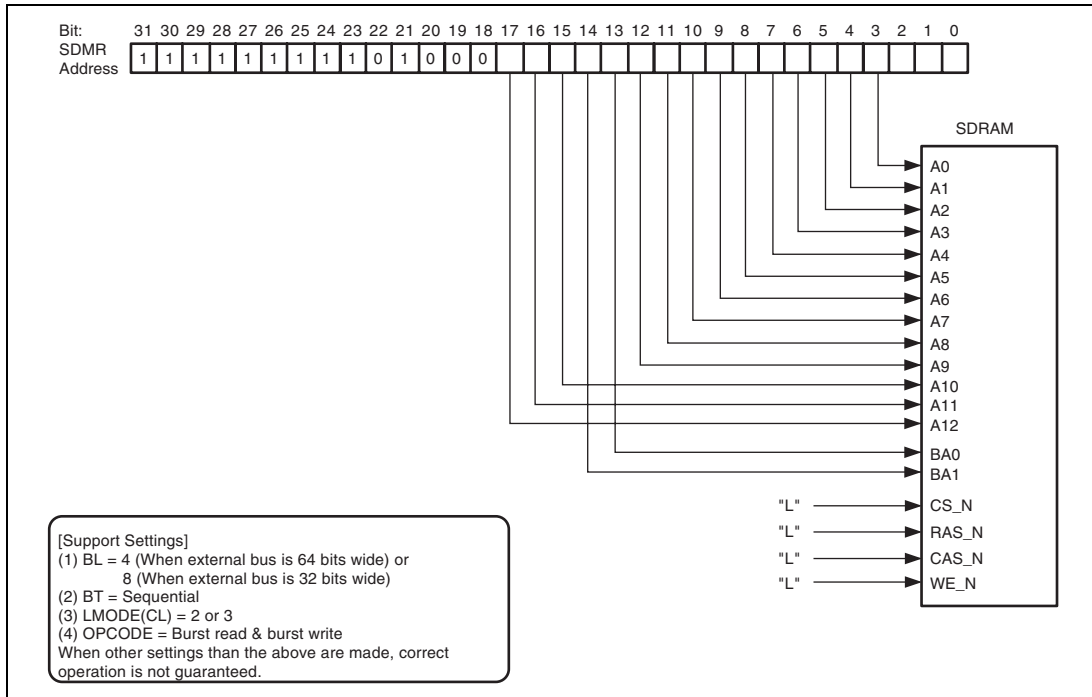 Bit: 31 30 29 28 27 26 25 24 23 22 21 20 19 18 17 16 15 14 13 12 11 10 9 8 7 6 5 4 3 2 1 0
SDMR
Address 1 1 1 1 1 1 1 1 1 0 1 0 0 0
SDRAM
A0
A1
A2
A3
A4
A5
A6
A7
A8
A9
A10
A11
A12
BA0
BA1
"L" CS_N
"L" RAS_N
"L" CAS_N
"L" WE_N
[Support Settings]
(1) BL = 4 (When external bus is 64 bits wide) or
8 (When external bus is 32 bits wide)
(2) BT = Sequential
(3) LMODE(CL) = 2 or 3
(4) OPCODE = Burst read & burst write
When other settings than the above are made, correct
operation is not guaranteed.